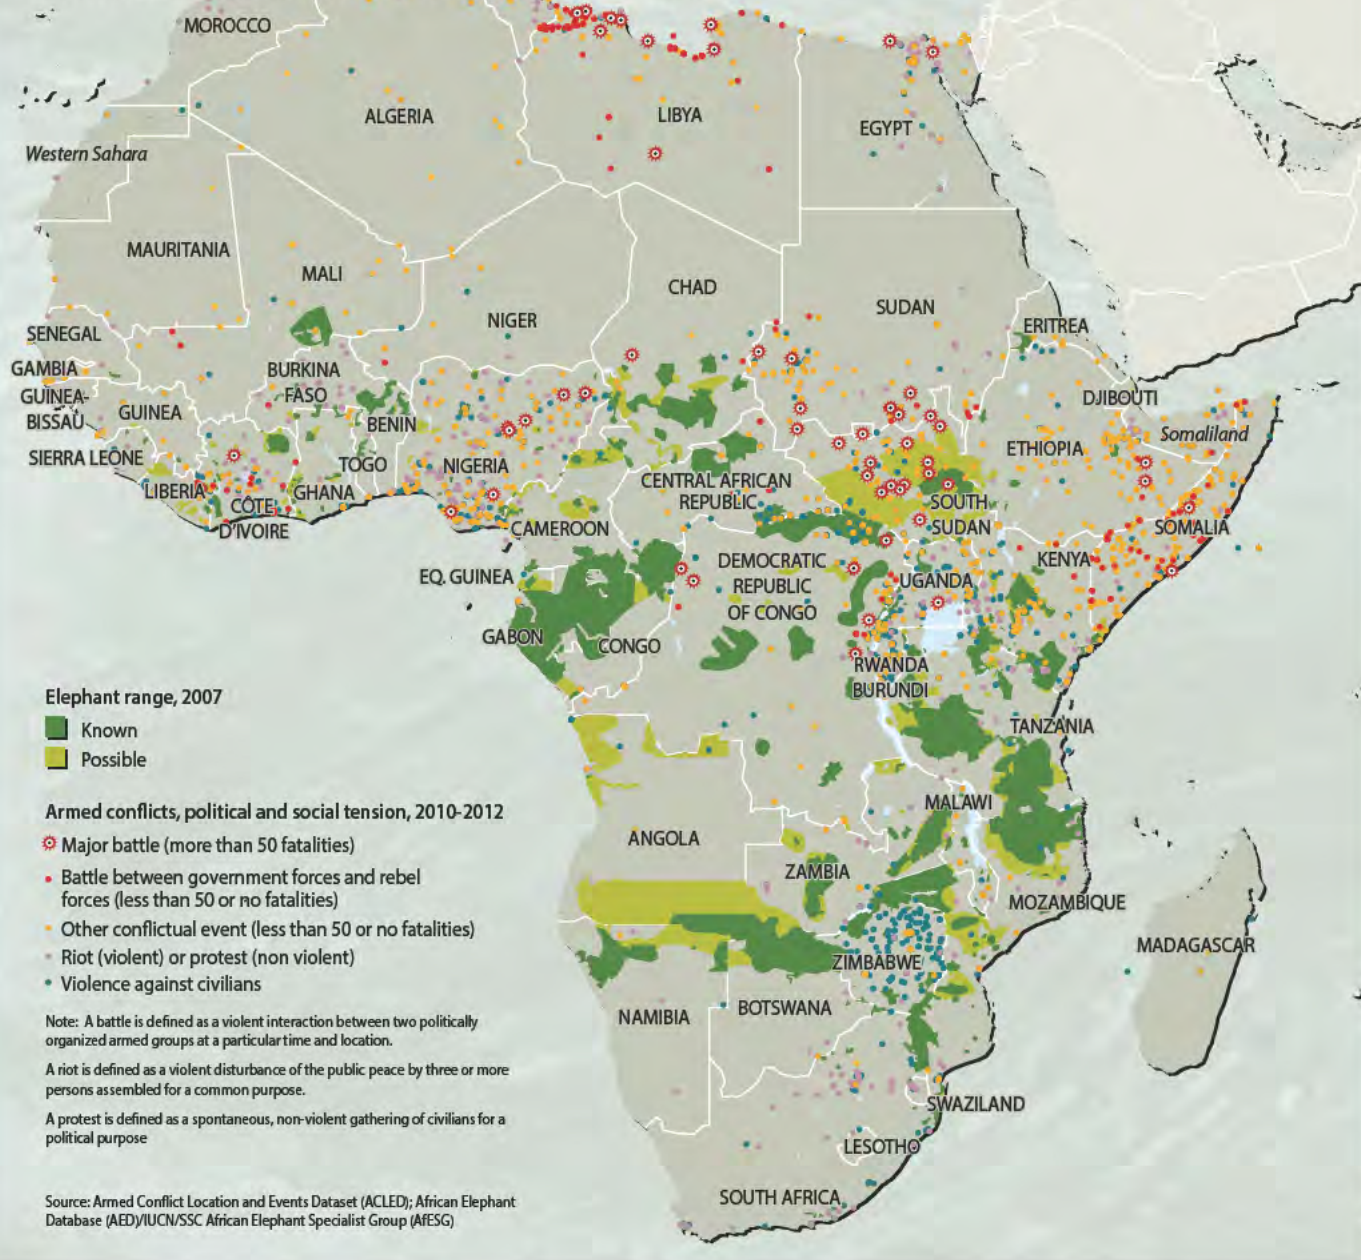 MOROCCO
ALGERIA
LIBYA
EGYPT
Western Sahara
MAURITANIA
MALI
NIGER
CHAD
SUDAN
ERITREA
SENEGAL
GAMBIA
GUINEA-
BISSAU
GUINEA
BURKINA
FASO
BENIN
DJIBOUTI
Somaliland
SIERRA LEONE
LIBERIA
CÔTE
D'IVOIRE
GHANA
TOGO
NIGERIA
CENTRAL AFRICAN
REPUBLIC
ETHIOPIA
SOUTH
SUDAN
SOMALIA
CAMEROON
EQ. GUINEA
DEMOCRATIC
REPUBLIC
OF CONGO
UGANDA
KENYA
GABON
CONGO
RWANDA
BURUNDI
TANZANIA
Elephant range, 2007
Known
Possible
Armed conflicts, political and social tension, 2010-2012
Major battle (more than 50 fatalities)
Battle between government forces and rebel
forces (less than 50 or no fatalities)
Other conflictual event (less than 50 or no fatalities)
Riot (violent) or protest (non violent)
Violence against civilians
Note: A battle is defined as a violent interaction between two politically
organized armed groups at a particular time and location.
A riot is defined as a violent disturbance of the public peace by three or more
persons assembled for a common purpose.
A protest is defined as a spontaneous, non-violent gathering of civilians for a
political purpose
Source: Armed Conflict Location and Events Dataset (ACLED); African Elephant
Database (AED)/IUCN/SSC African Elephant Specialist Group (AfESG)
ANGOLA
MALAWI
ZAMBIA
MOZAMBIQUE
MADAGASCAR
ZIMBABWE
NAMIBIA
BOTSWANA
SWAZILAND
LESOTHO
SOUTH AFRICA